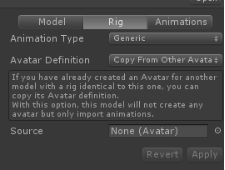 Open
Model Rig Animations
Animation Type Generic
Avatar Definition Copy From Other Avata
If you have already created an Avatar for another
model with a rig identical to this one, you can
copy its Avatar definition.
With this option, this model will not create any
avatar but only import animations.
Source None (Avatar)
Revert Apply